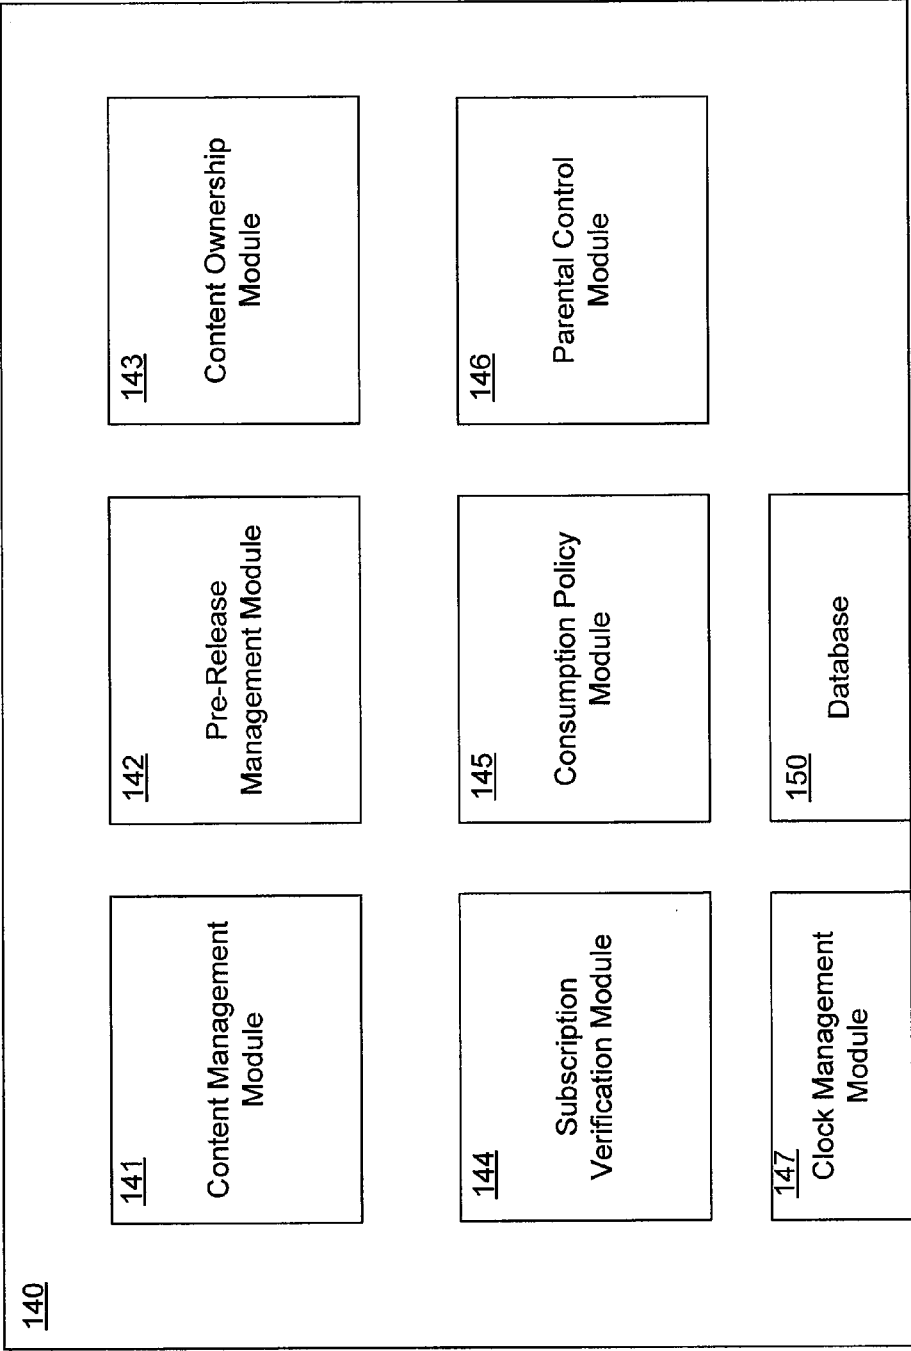 140
141
Content Management
Module
142
Pre-Release
Management Module
143
Content Ownership
Module
144
Subscription
Verification Module
145
Consumption Policy
Module
146
Parental Control
Module
147
Clock Management
Module
150
Database